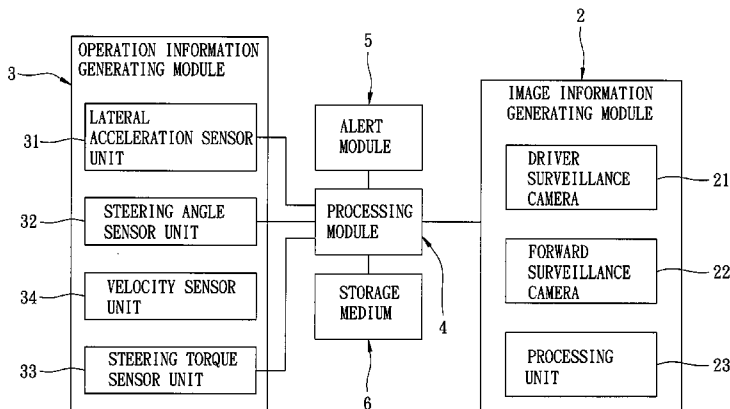 3
OPERATION INFORMATION
GENERATING MODULE
31
LATERAL
ACCELERATION SENSOR
UNIT
32
STEERING ANGLE
SENSOR UNIT
34
VELOCITY SENSOR
UNIT
33
STEERING TORQUE
SENSOR UNIT
5
ALERT
MODULE
PROCESSING
MODULE
4
STORAGE
MEDIUM
6
2
IMAGE INFORMATION
GENERATING MODULE
DRIVER
SURVEILLANCE
CAMERA
21
FORWARD
SURVEILLANCE
CAMERA
22
PROCESSING
UNIT
23